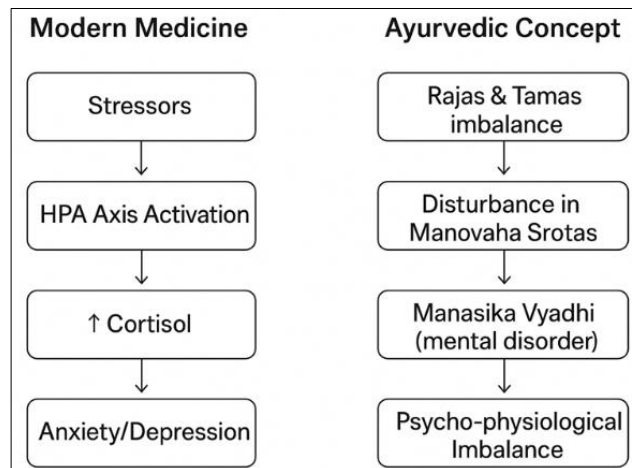 Modern Medicine
Stressors
HPA Axis Activation
↑ Cortisol
Anxiety/Depression
Ayurvedic Concept
Rajas & Tamas
imbalance
Disturbance in
Manovaha Srotas
Manasika Vyadhi
(mental disorder)
Psycho-physiological
Imbalance